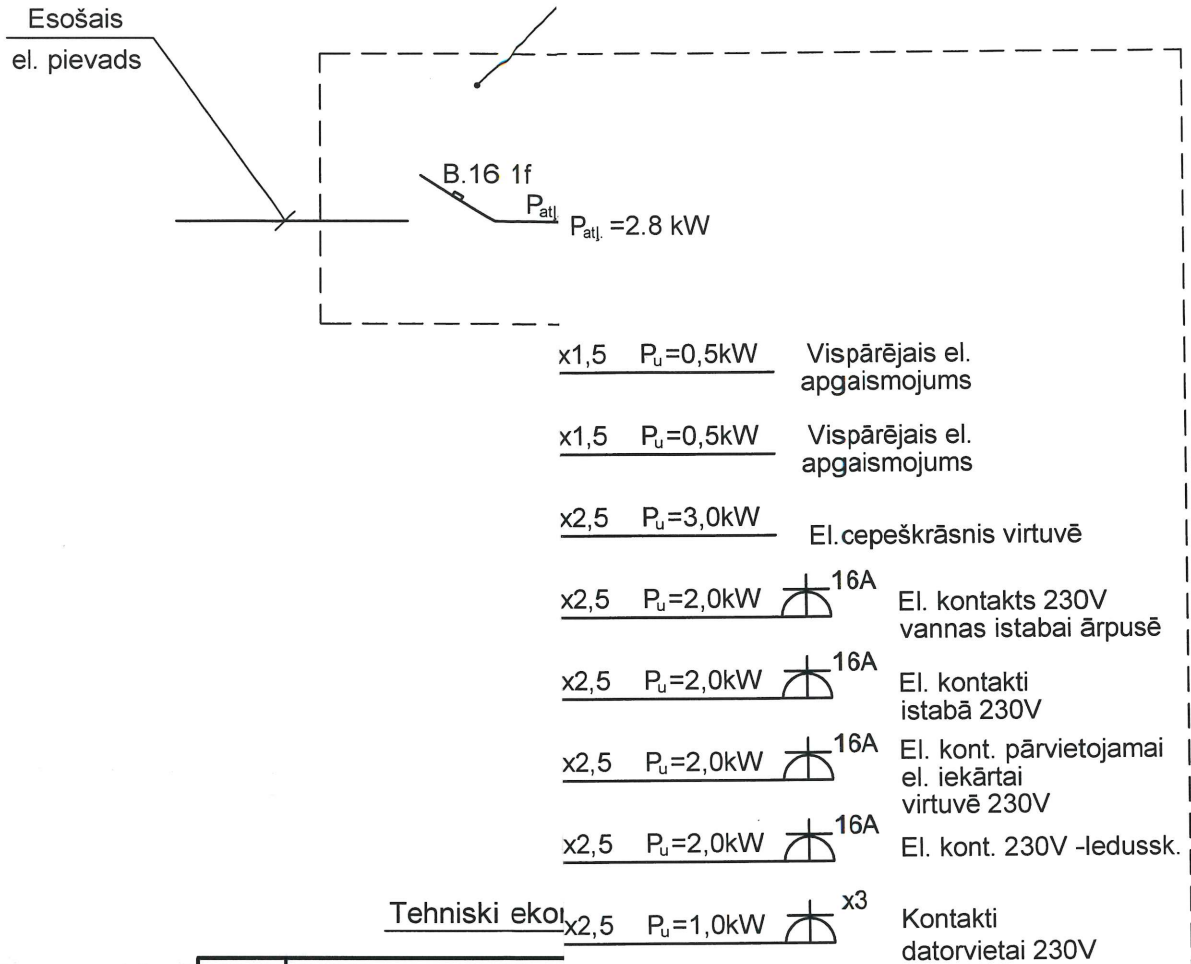 Esošais
el. pievads
B.16 1f
Patļ.
Patļ. =2.8 kW
x1,5 Pu=0,5kW Vispārējais el.
apgaismojums
x1,5 Pu=0,5kW Vispārējais el.
apgaismojums
x2,5 Pu=3,0kW El.cepeškrāsnis virtuvē
x2,5 Pu=2,0kW 16A El. kontakts 230V
vannas istabai ārpusē
x2,5 Pu=2,0kW 16A El. kontakti
istabā 230V
x2,5 Pu=2,0kW 16A El. kont. pārvietojamai
el. iekārtai
virtuvē 230V
x2,5 Pu=2,0kW 16A El. kont. 230V -ledussk.
Tehniski
x2,5 Pu=1,0kW x3 Kontakti
datorvietai 230V